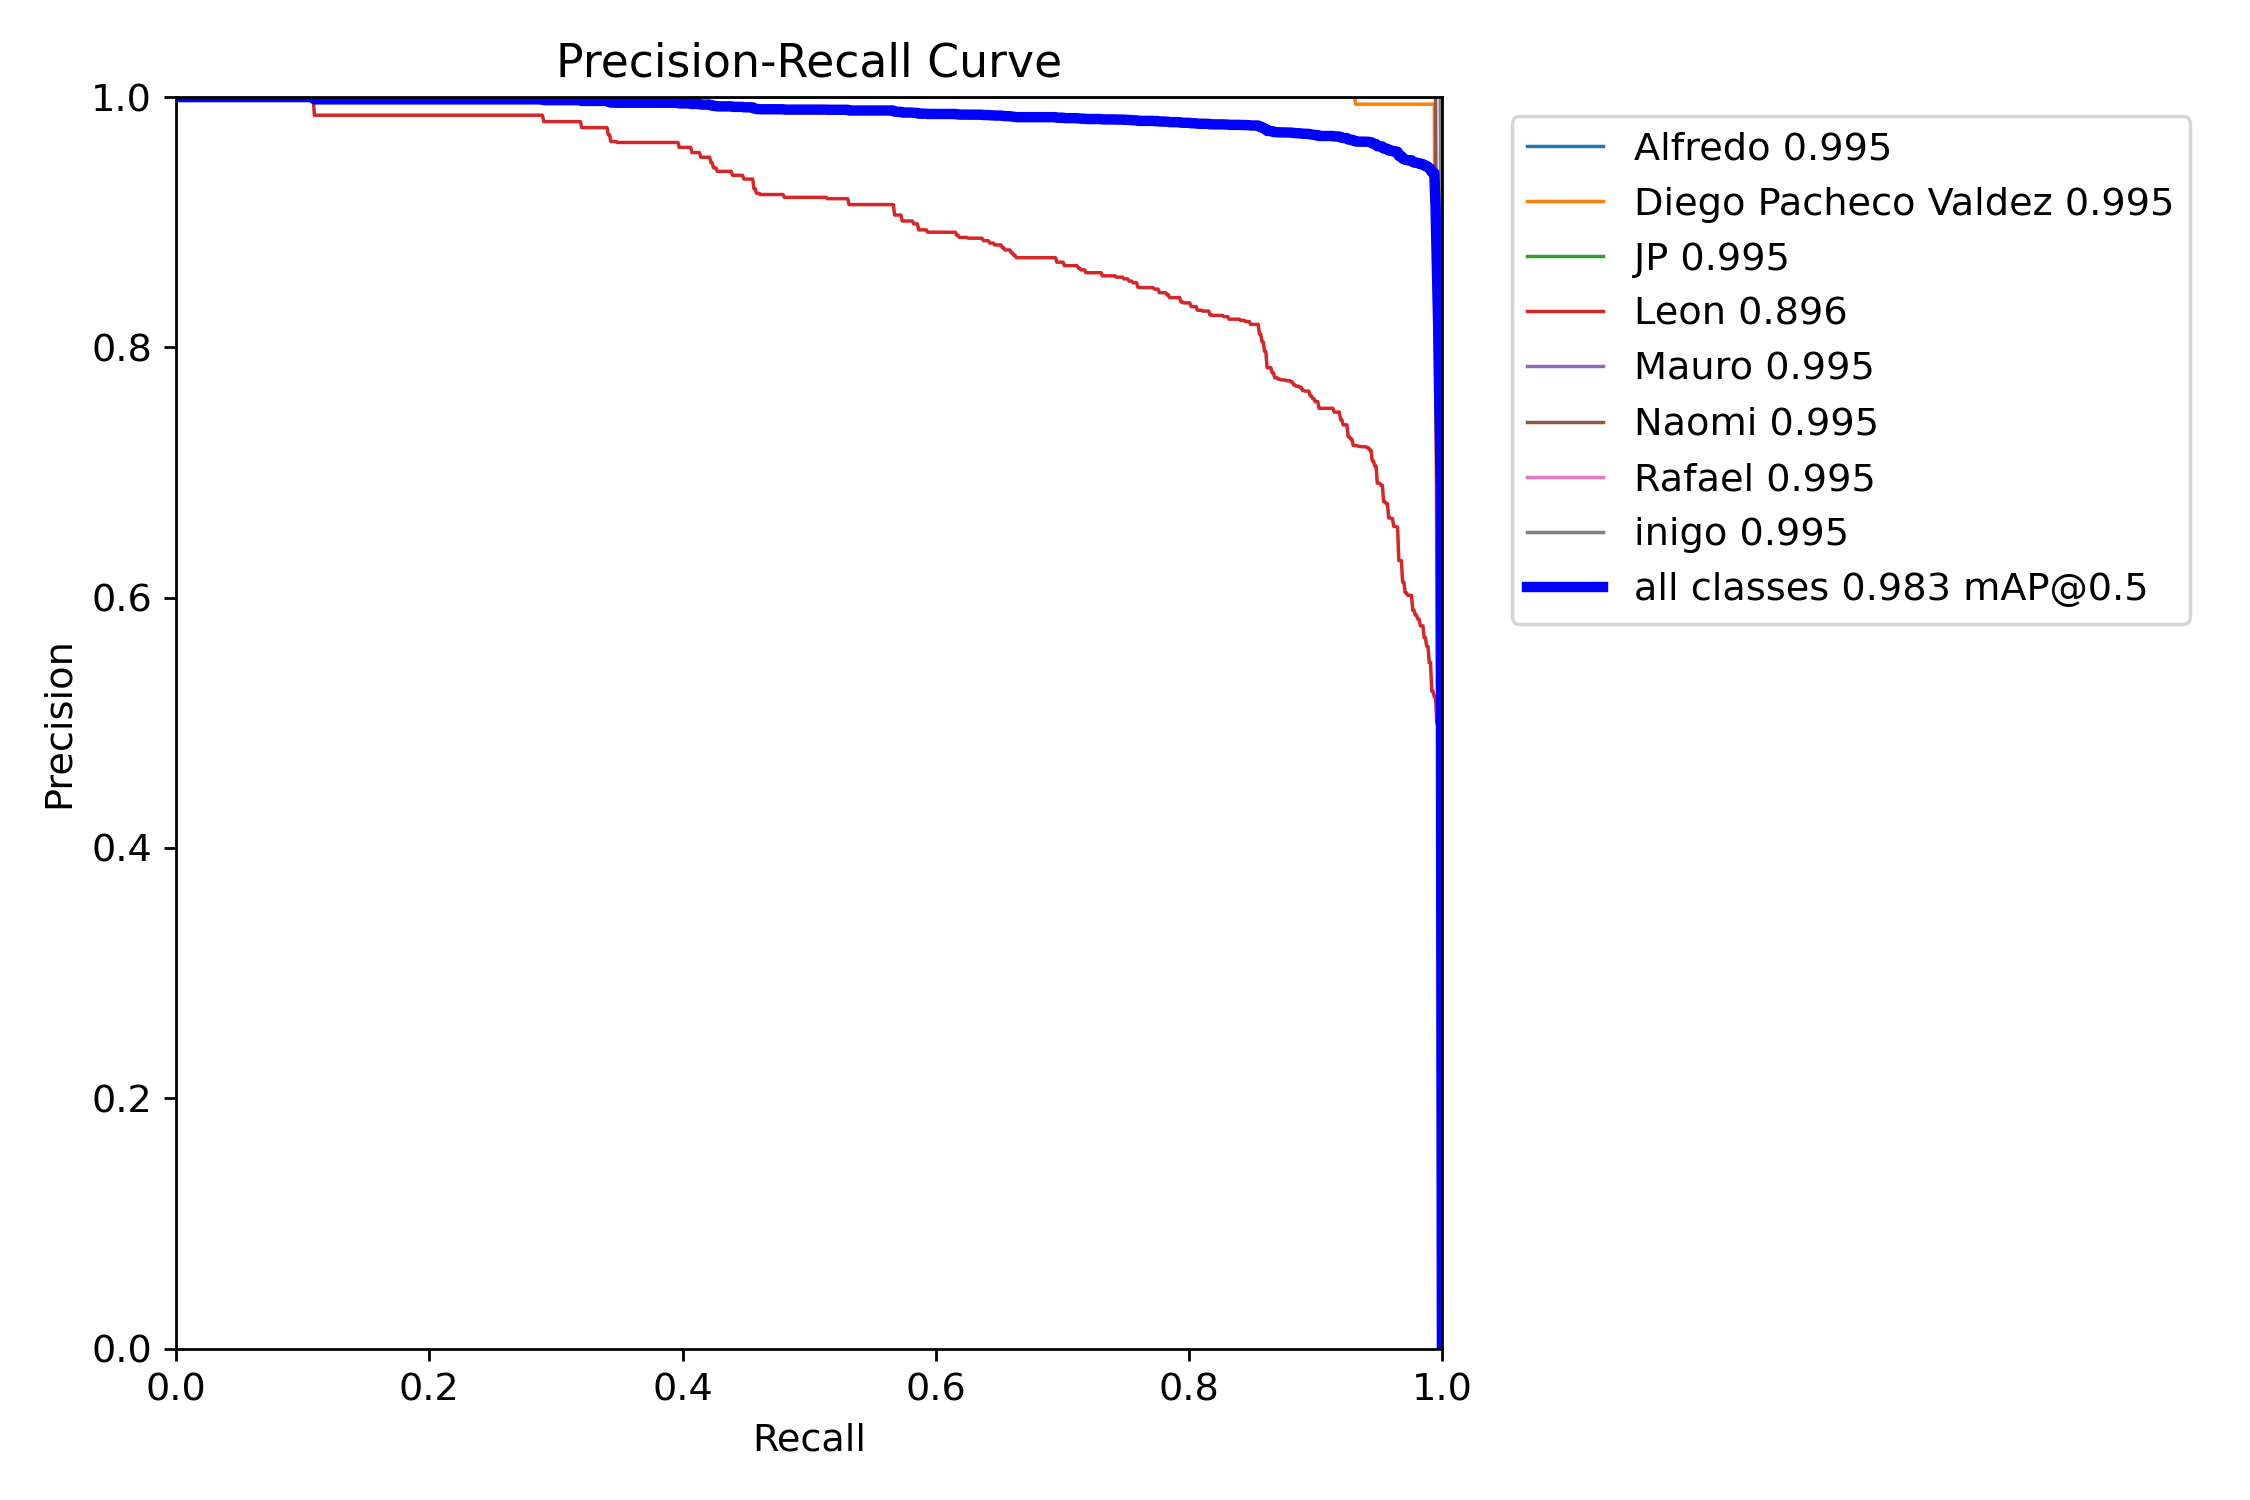 Precision-Recall Curve
1.0
0.8
0.6
0.4
0.2
0.0
Precision
0.0 0.2 0.4 0.6 0.8 1.0
Recall
Alfredo 0.995
Diego Pacheco Valdez 0.995
JP 0.995
Leon 0.896
Mauro 0.995
Naomi 0.995
Rafael 0.995
inigo 0.995
all classes 0.983 mAP@0.5